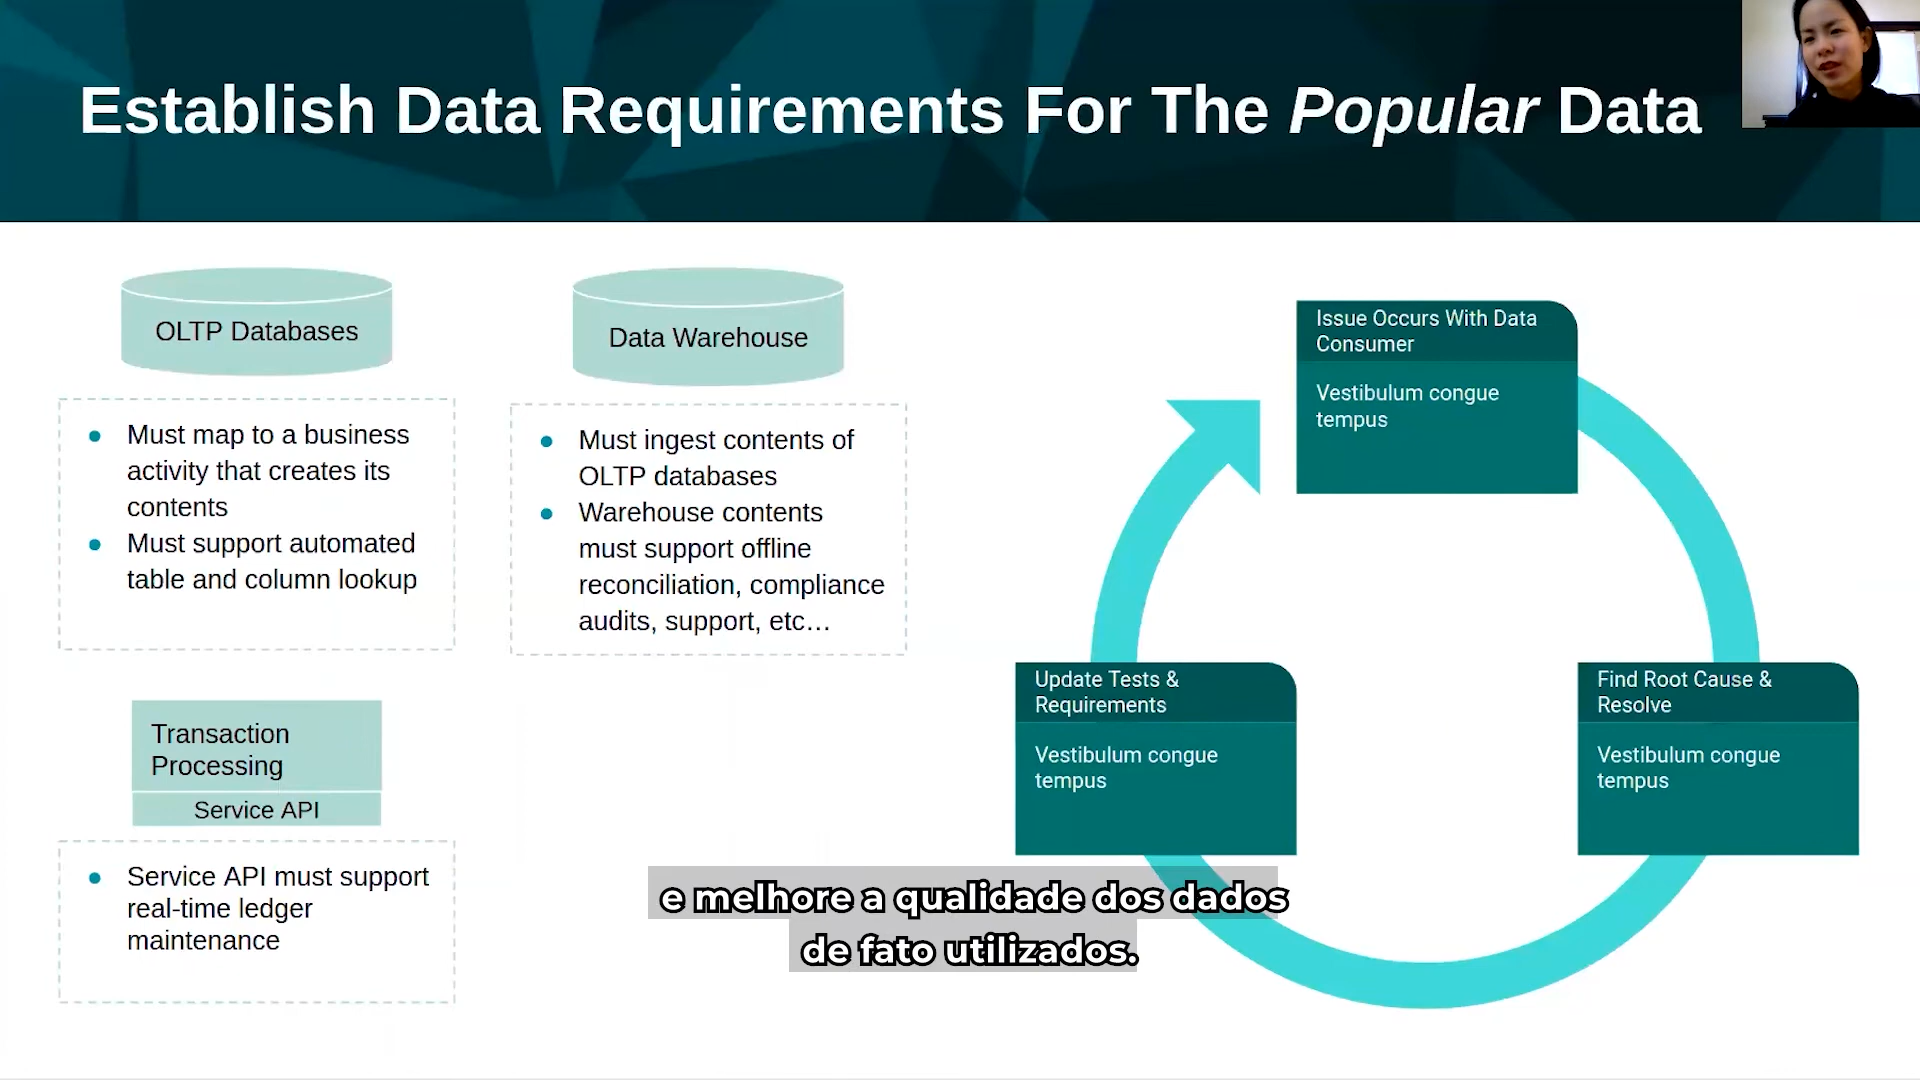 Establish Data Requirements For The Popular Data
OLTP Databases
● Must map to a business
activity that creates its
contents
● Must support automated
table and column lookup
Data Warehouse
● Must ingest contents of
OLTP databases
● Warehouse contents
must support offline
reconciliation, compliance
audits, support, etc…
Transaction
Processing
Service API
● Service API must support
real-time ledger
maintenance
Issue Occurs With Data
Consumer
Vestibulum congue
tempus
Update Tests &
Requirements
Vestibulum congue
tempus
Find Root Cause &
Resolve
Vestibulum congue
tempus
e melhore a qualidade dos dados
de fato utilizados.